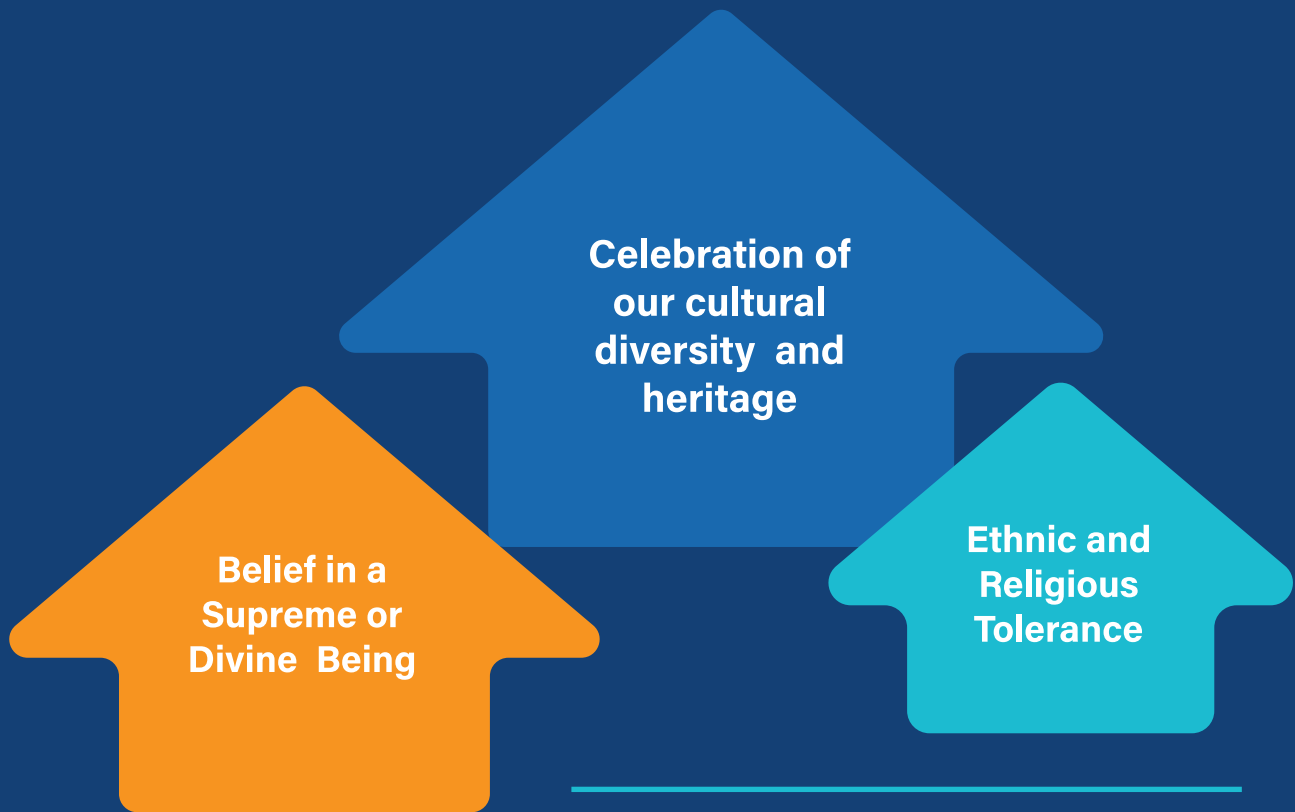 Celebration of
our cultural
diversity  and
heritage
Belief in a
Supreme or
Divine  Being
Ethnic and
Religious
Tolerance